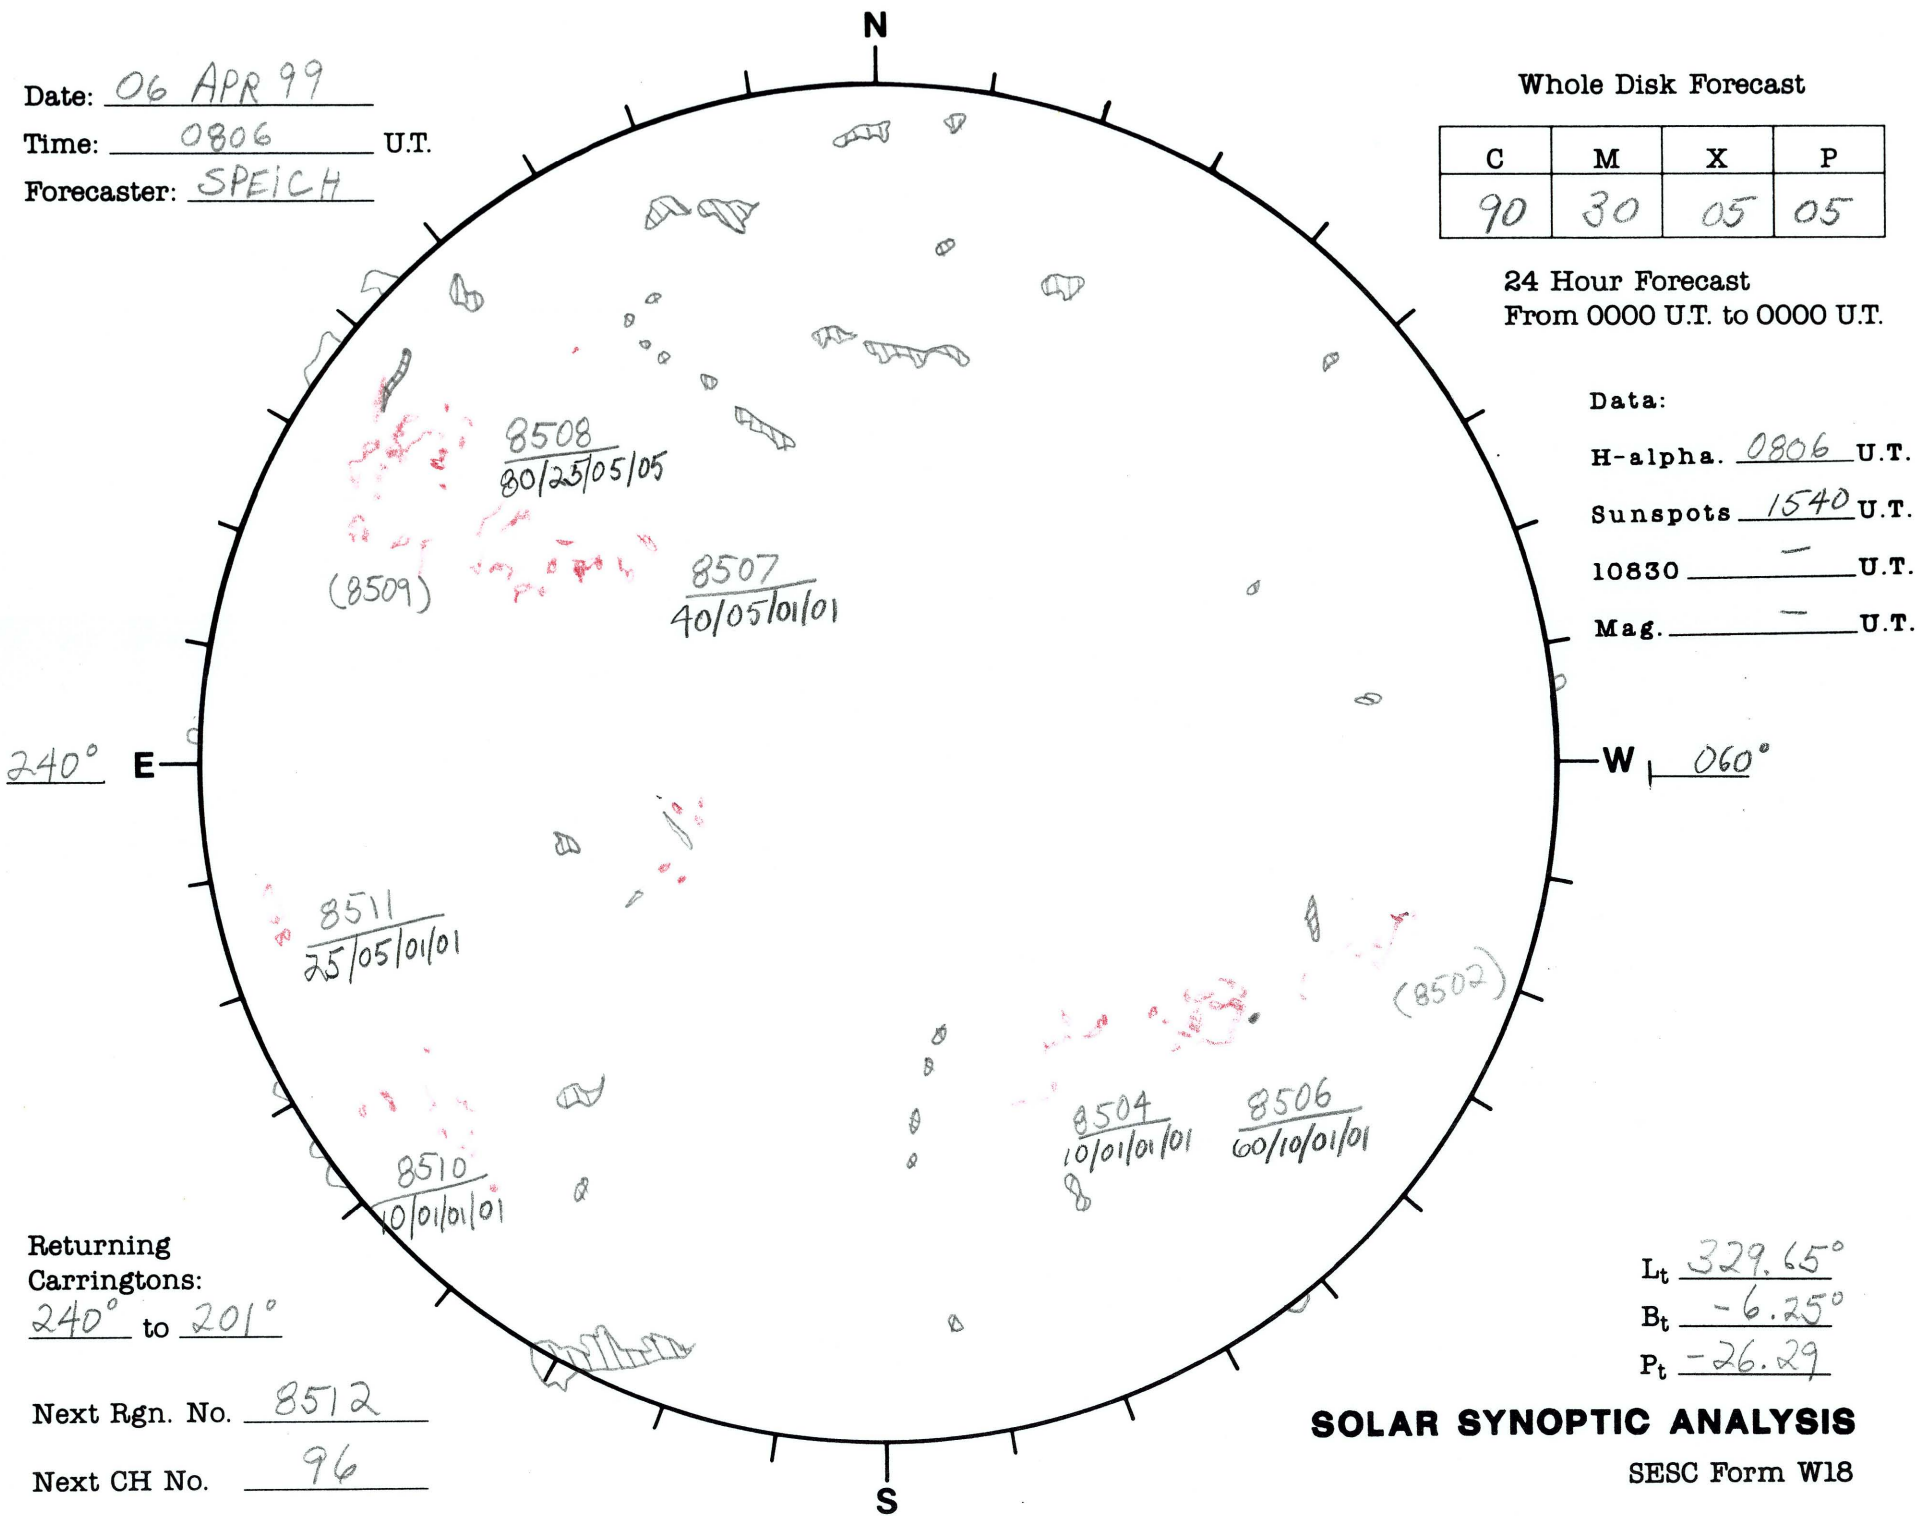 N
Date: 06 APR 99
Time: 0806 U.T.
Forecaster: SPEICH
Whole Disk Forecast
C M X P
90 30 05 05
24 Hour Forecast
From 0000 U.T. to 0000 U.T.
Data:
H-alpha. 0806 U.T.
Sunspots 1540 U.T.
10830 — U.T.
Mag. — U.T.
8508
80/25/05/05
(8509)
8507
40/05/01/01
240° E
W 060°
8511
25/05/01/01
(8502)
8504
10/01/01/01
8506
60/10/01/01
8510
10/01/01/01
Returning
Carringtons:
240° to 201°
Next Rgn. No. 8512
Next CH No. 96
Lt 329.65°
Bt -6.25°
Pt -26.29
SOLAR SYNOPTIC ANALYSIS
SESC Form W18
S